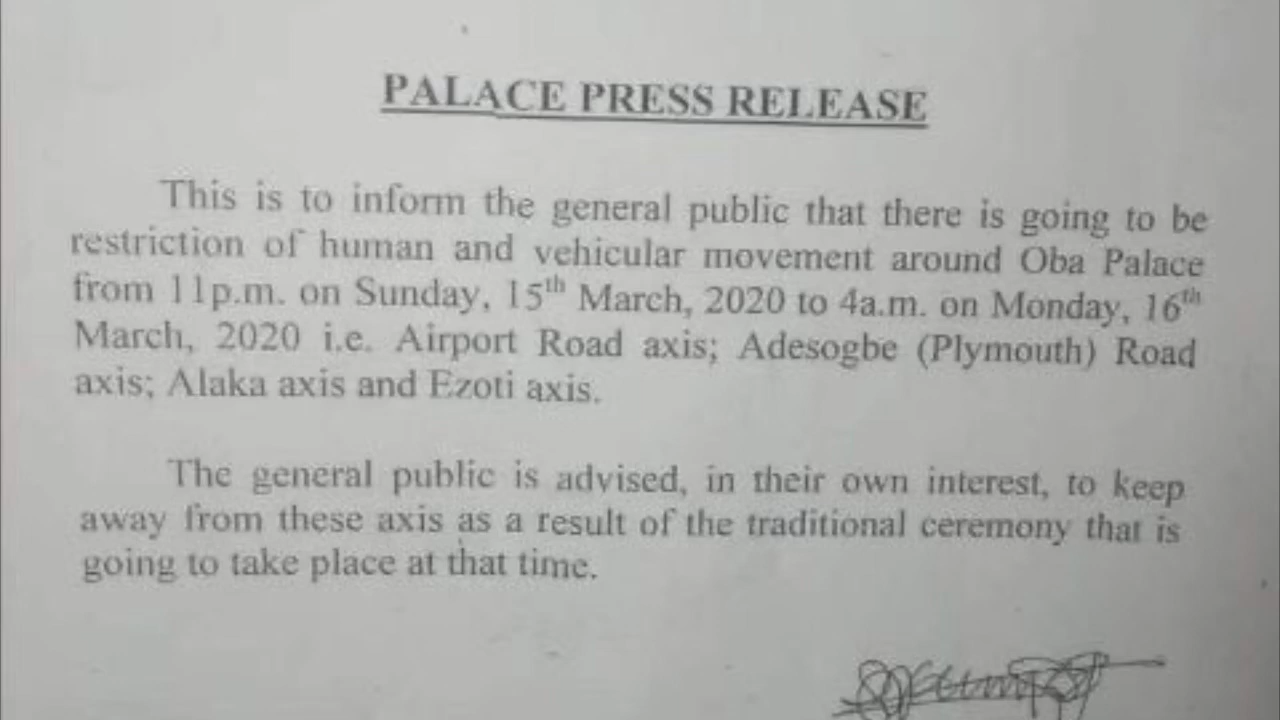 PALACE PRESS RELEASE
This is to inform the general public that there is going to be
restriction of human and vehicular movement around Oba Palace
from 11p.m. on Sunday, 15th March, 2020 to 4a.m. on Monday, 16th
March, 2020 i.e. Airport Road axis; Adesogbe (Plymouth) Road
axis; Alaka axis and Ezoti axis.
The general public is advised, in their own interest, to keep
away from these axis as a result of the traditional ceremony that is
going to take place at that time.